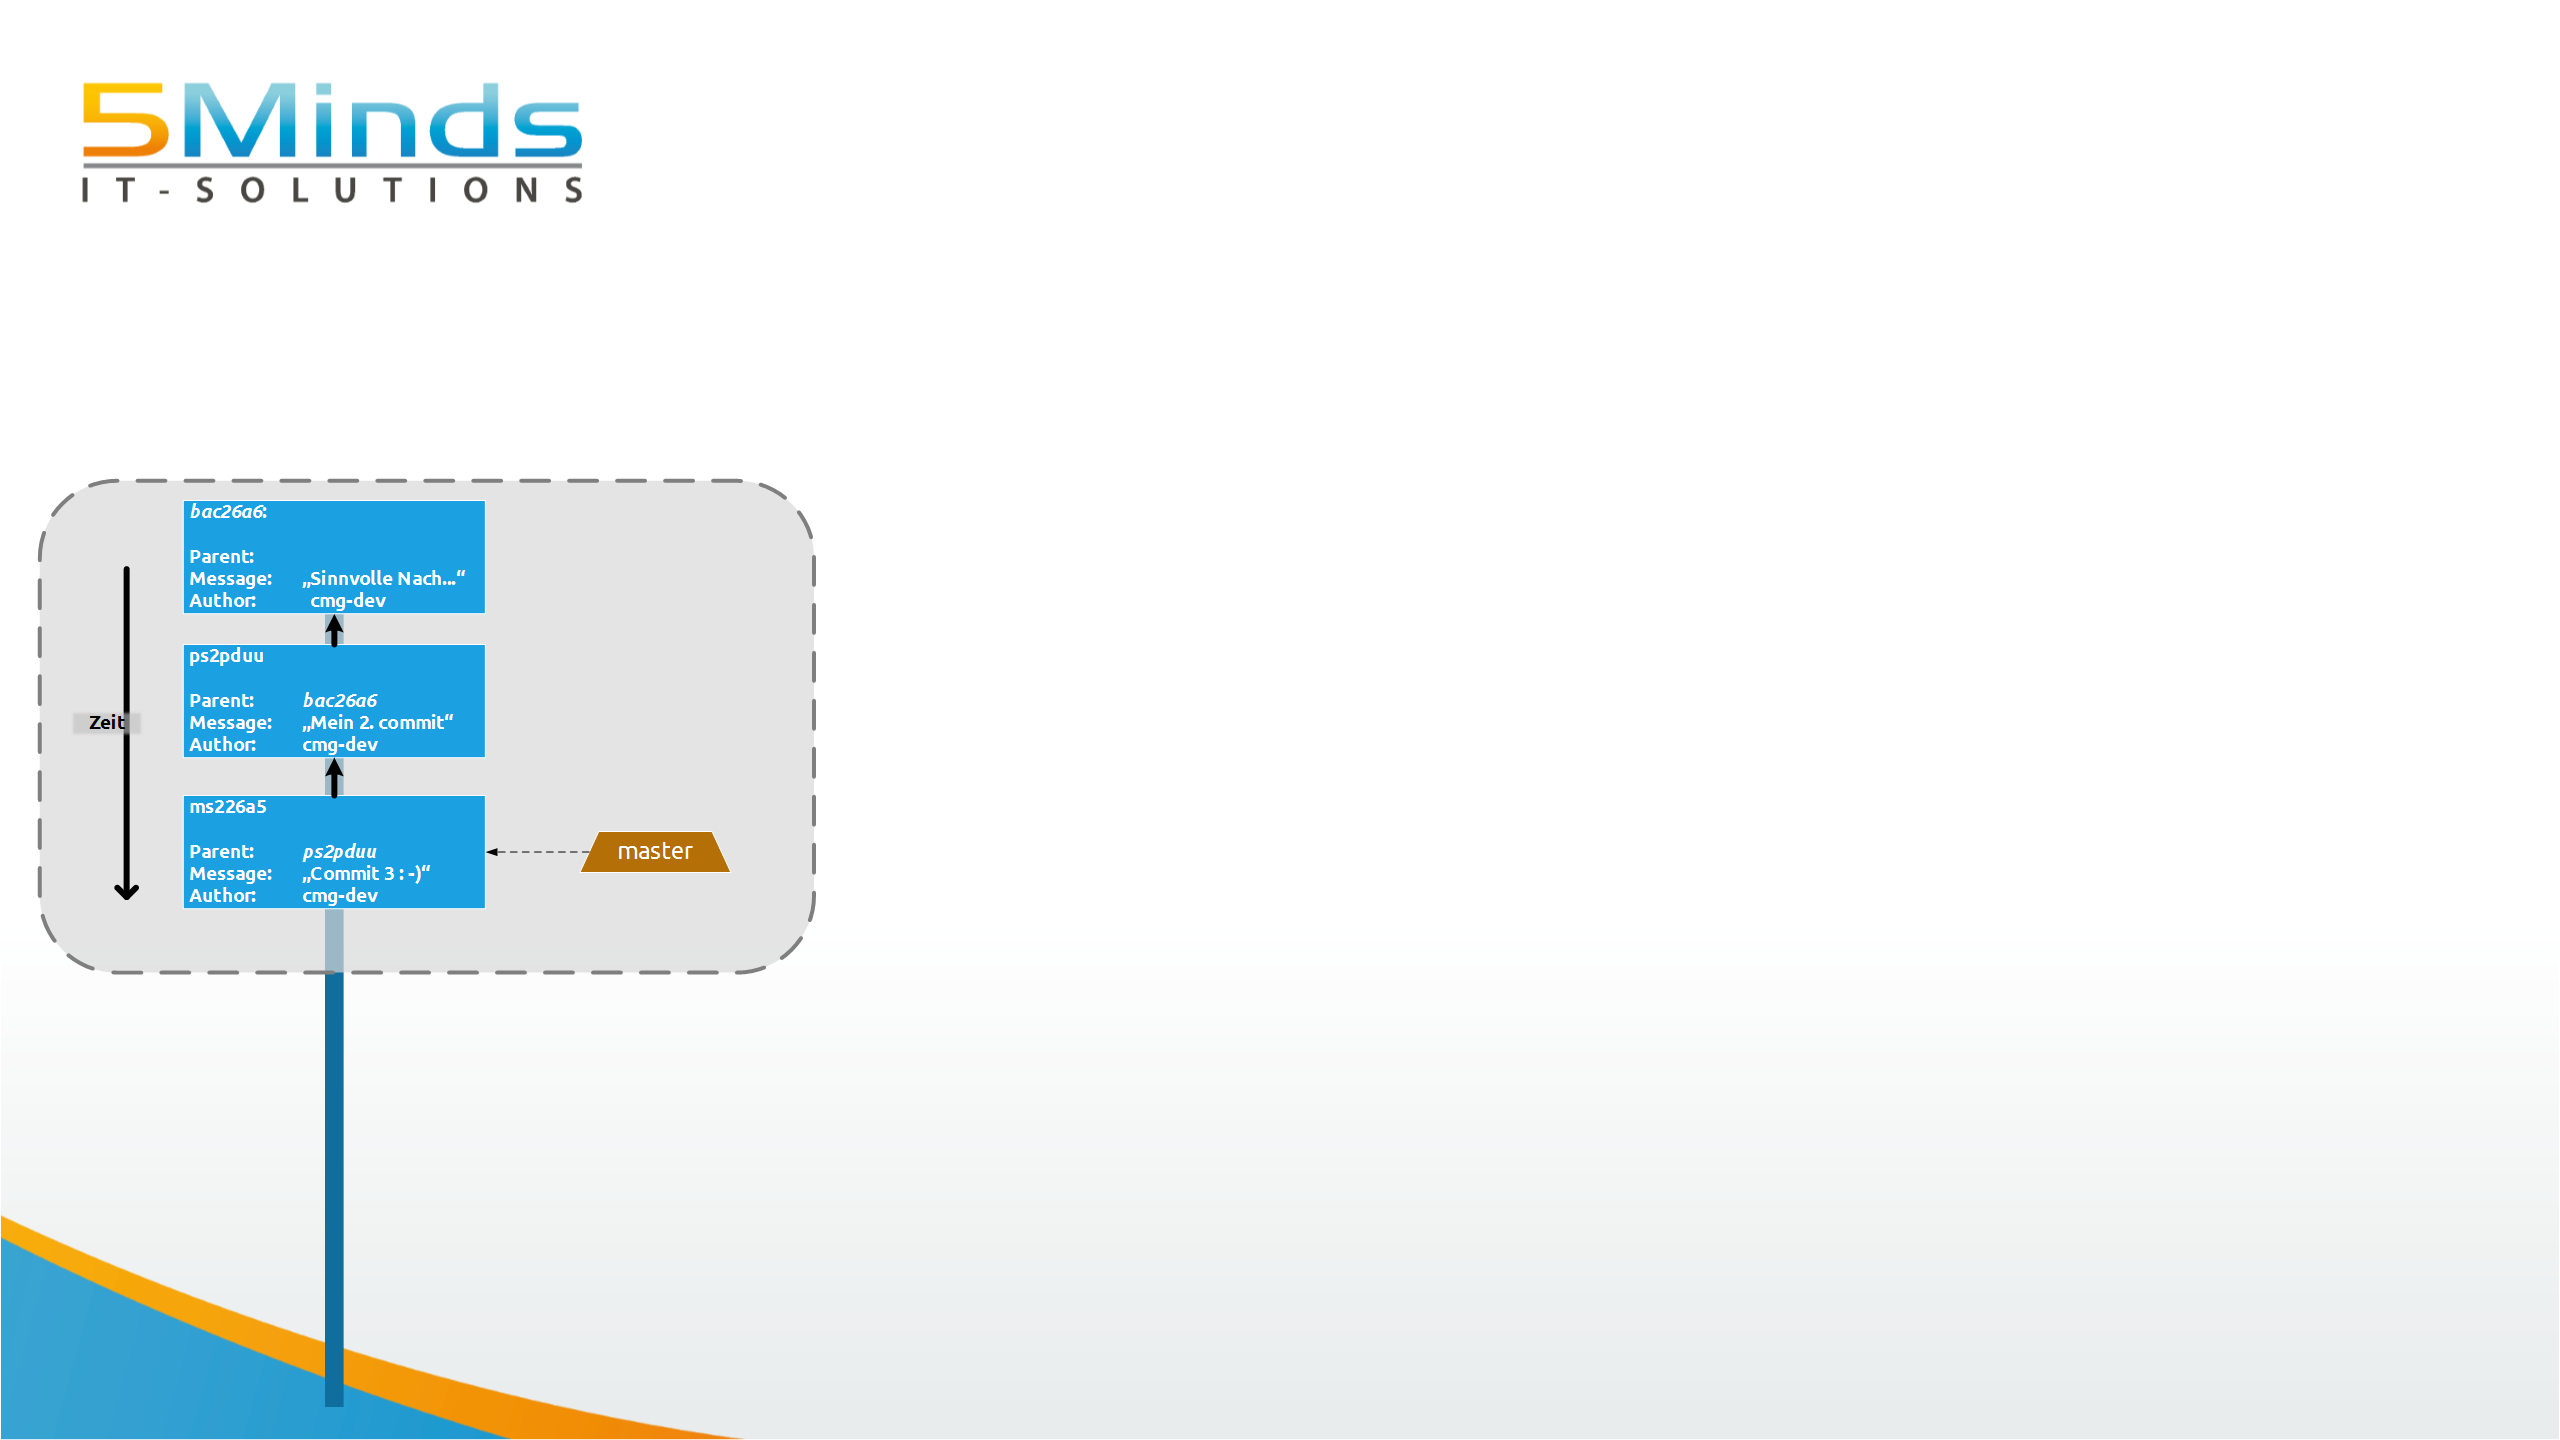 5Minds
IT-SOLUTIONS
bac26a6:
Parent:
Message: „Sinnvolle Nach...“
Author: cmg-dev
ps2pduu
Parent: bac26a6
Message: „Mein 2. commit“
Author: cmg-dev
Zeit
ms226a5
Parent: ps2pduu
Message: „Commit 3 : -)“
Author: cmg-dev
master